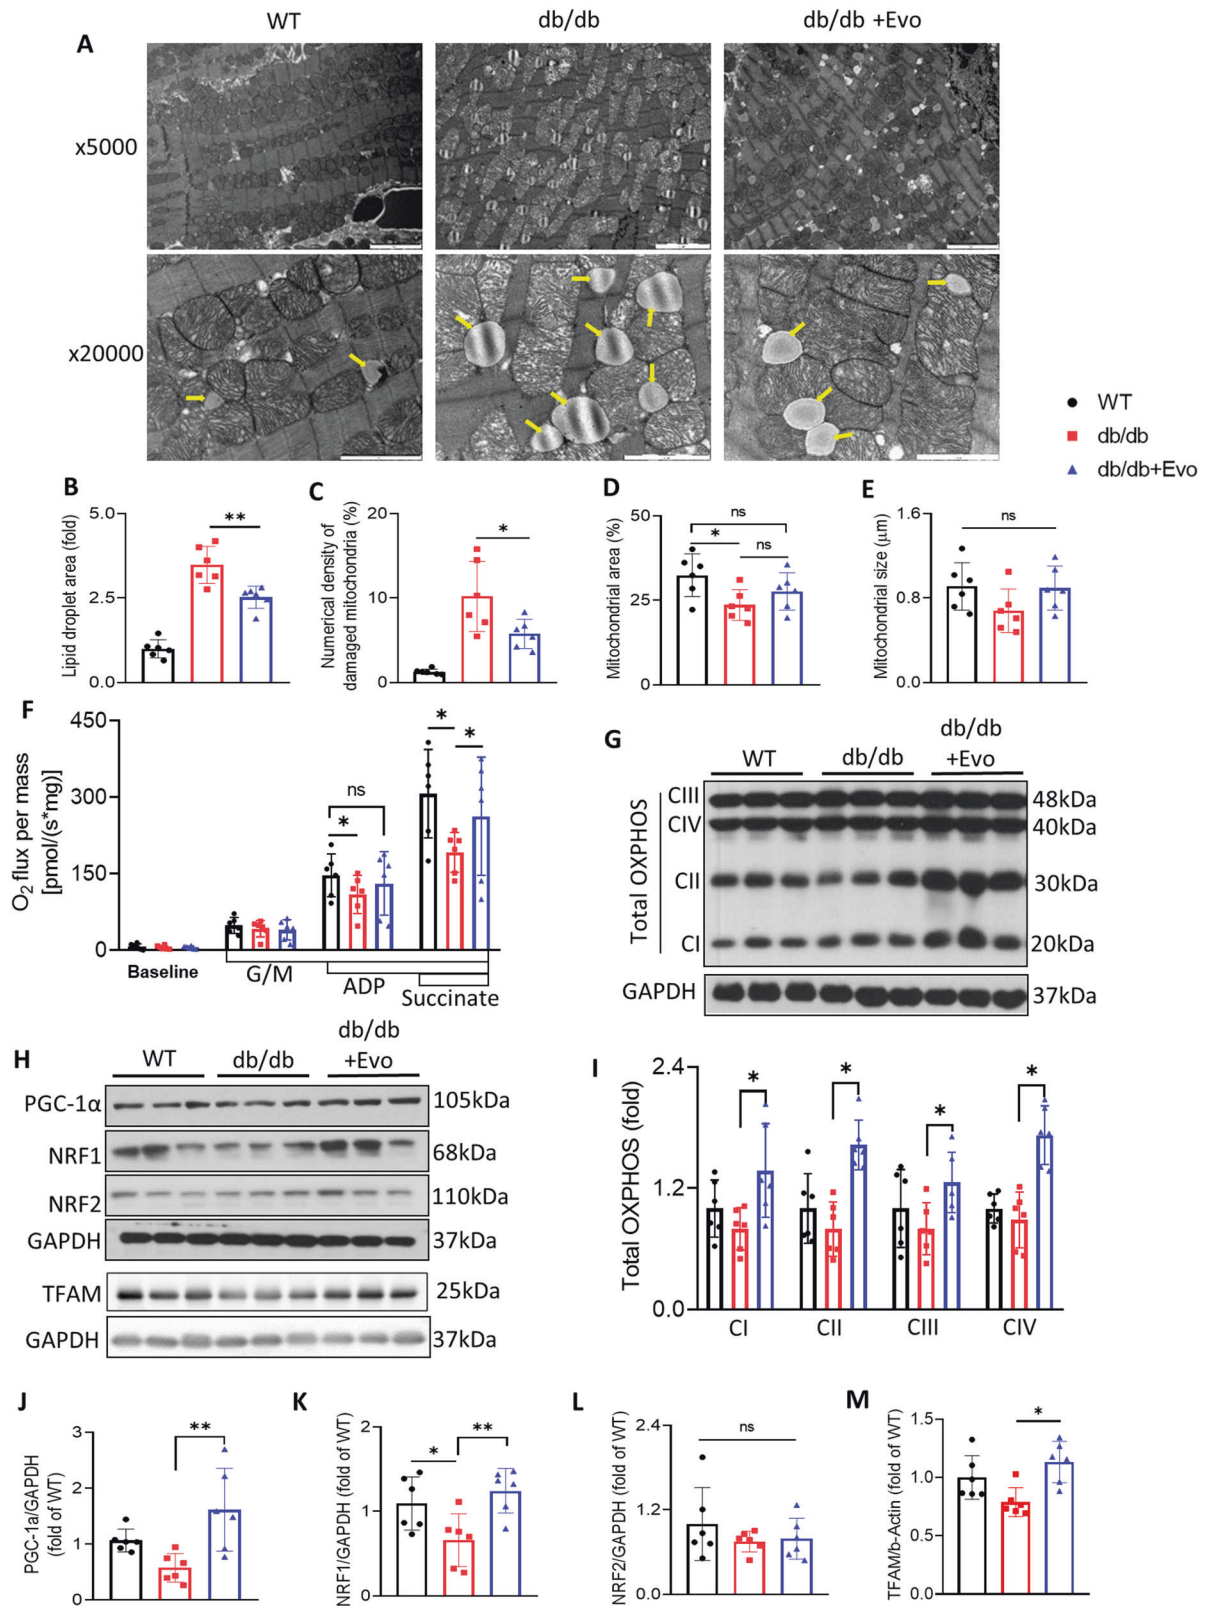 WT db/db db/db +Evo
A
x5000
x20000
WT
db/db
db/db+Evo
B
Lipid droplet area (fold)
5.0
2.5
0.0
**
C
Numerical density of
damaged mitochondria (%)
20
10
0
*
D
Mitochondrial area (%)
50
25
0
ns
*
ns
E
Mitochondrial size (μm)
1.6
0.8
0.0
ns
F
O2 flux per mass
[pmol/(s*mg)]
450
300
150
0
*
*
ns
*
Baseline
G/M
ADP
Succinate
G
WT db/db db/db
+Evo
Total OXPHOS
CIII 48kDa
CIV 40kDa
CII 30kDa
CI 20kDa
GAPDH 37kDa
H
WT db/db db/db
+Evo
PGC-1α 105kDa
NRF1 68kDa
NRF2 110kDa
GAPDH 37kDa
TFAM 25kDa
GAPDH 37kDa
I
Total OXPHOS (fold)
2.4
1.2
0.0
* * * *
CI CII CIII CIV
J
PGC-1a/GAPDH
(fold of WT)
3
2
1
0
**
K
NRF1/GAPDH (fold of WT)
2
1
0
* **
L
NRF2/GAPDH (fold of WT)
2.4
1.2
0.0
ns
M
TFAM/b-Actin (fold of WT)
1.5
1.0
0.5
0.0
*